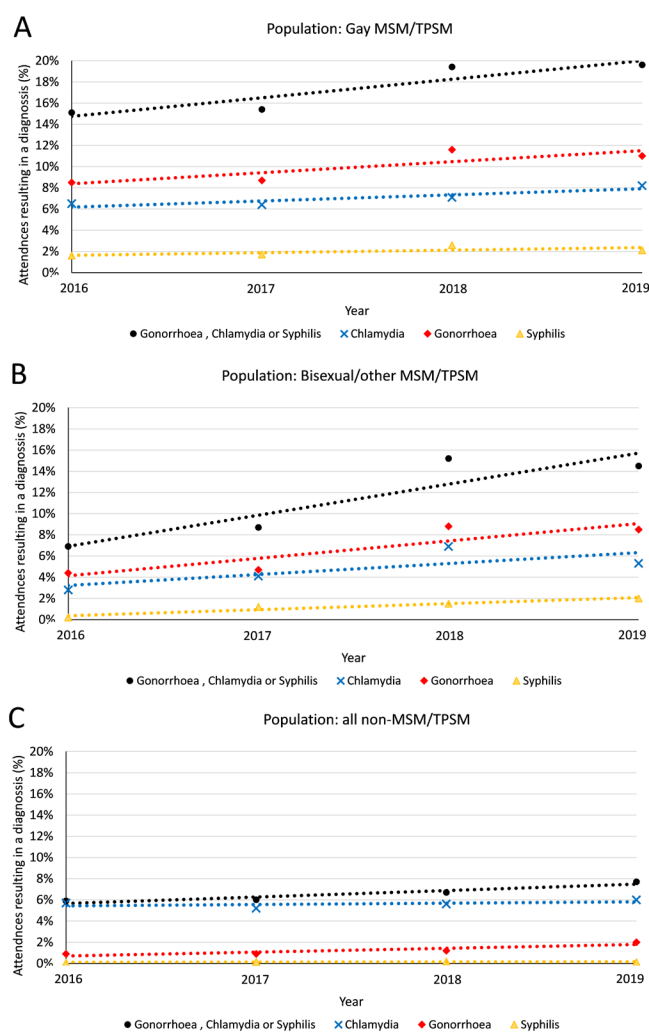 A
Population: Gay MSM/TPSM
Attendnces resulting in a diagnossis (%)
20%
18%
16%
14%
12%
10%
8%
6%
4%
2%
0%
2016 2017 2018 2019
Year
Gonorrhoea , Chlamydia or Syphilis Chlamydia Gonorrhoea Syphilis
B
Population: Bisexual/other MSM/TPSM
Attendnces resulting in a diagnossis (%)
20%
18%
16%
14%
12%
10%
8%
6%
4%
2%
0%
2016 2017 2018 2019
Year
Gonorrhoea , Chlamydia or Syphilis Chlamydia Gonorrhoea Syphilis
C
Population: all non-MSM/TPSM
Attendnces resulting in a diagnossis (%)
20%
18%
16%
14%
12%
10%
8%
6%
4%
2%
0%
2016 2017 2018 2019
Year
Gonorrhoea , Chlamydia or Syphilis Chlamydia Gonorrhoea Syphilis